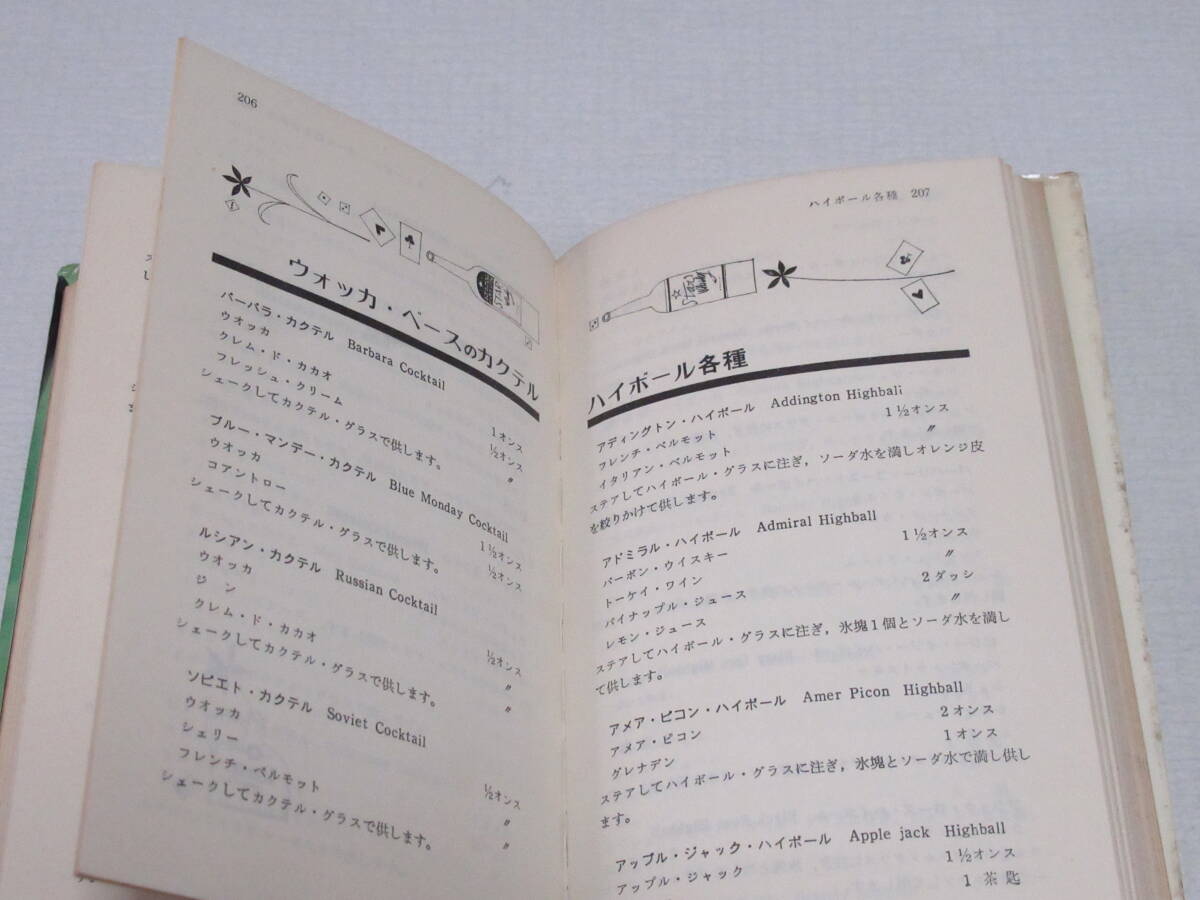 206
ウオッカ・ベースのカクテル
バーバラ・カクテル Barbara Cocktail
ウオッカ 1オンス
クレム・ド・カカオ ½オンス
フレッシュ・クリーム 〃
シェークしてカクテル・グラスで供します。
ブルー・マンデー・カクテル Blue Monday Cocktail
ウオッカ 1½オンス
コアントロー ½オンス
シェークしてカクテル・グラスで供します。
ルシアン・カクテル Russian Cocktail
ウオッカ ½オンス
ジン 〃
クレム・ド・カカオ 〃
シェークしてカクテル・グラスで供します。
ソビエト・カクテル Soviet Cocktail
ウオッカ ½オンス
シェリー 〃
フレンチ・ベルモット 〃
シェークしてカクテル・グラスで供します。
ハイボール各種 207
ハイボール各種
アディングトン・ハイボール Addington Highball
フレンチ・ベルモット 1½オンス
イタリアン・ベルモット 〃
ステアしてハイボール・グラスに注ぎ，ソーダ水を満しオレンジ皮
を絞りかけて供します。
アドミラル・ハイボール Admiral Highball
バーボン・ウイスキー 1½オンス
トーケイ・ワイン 〃
パイナップル・ジュース 2ダッシ
レモン・ジュース 〃
ステアしてハイボール・グラスに注ぎ，氷塊1個とソーダ水を満し
て供します。
アメア・ピコン・ハイボール Amer Picon Highball
アメア・ピコン 2オンス
グレナデン 1オンス
ステアしてハイボール・グラスに注ぎ，氷塊とソーダ水で満し供し
ます。
アップル・ジャック・ハイボール Apple jack Highball
アップル・ジャック 1½オンス
1茶匙